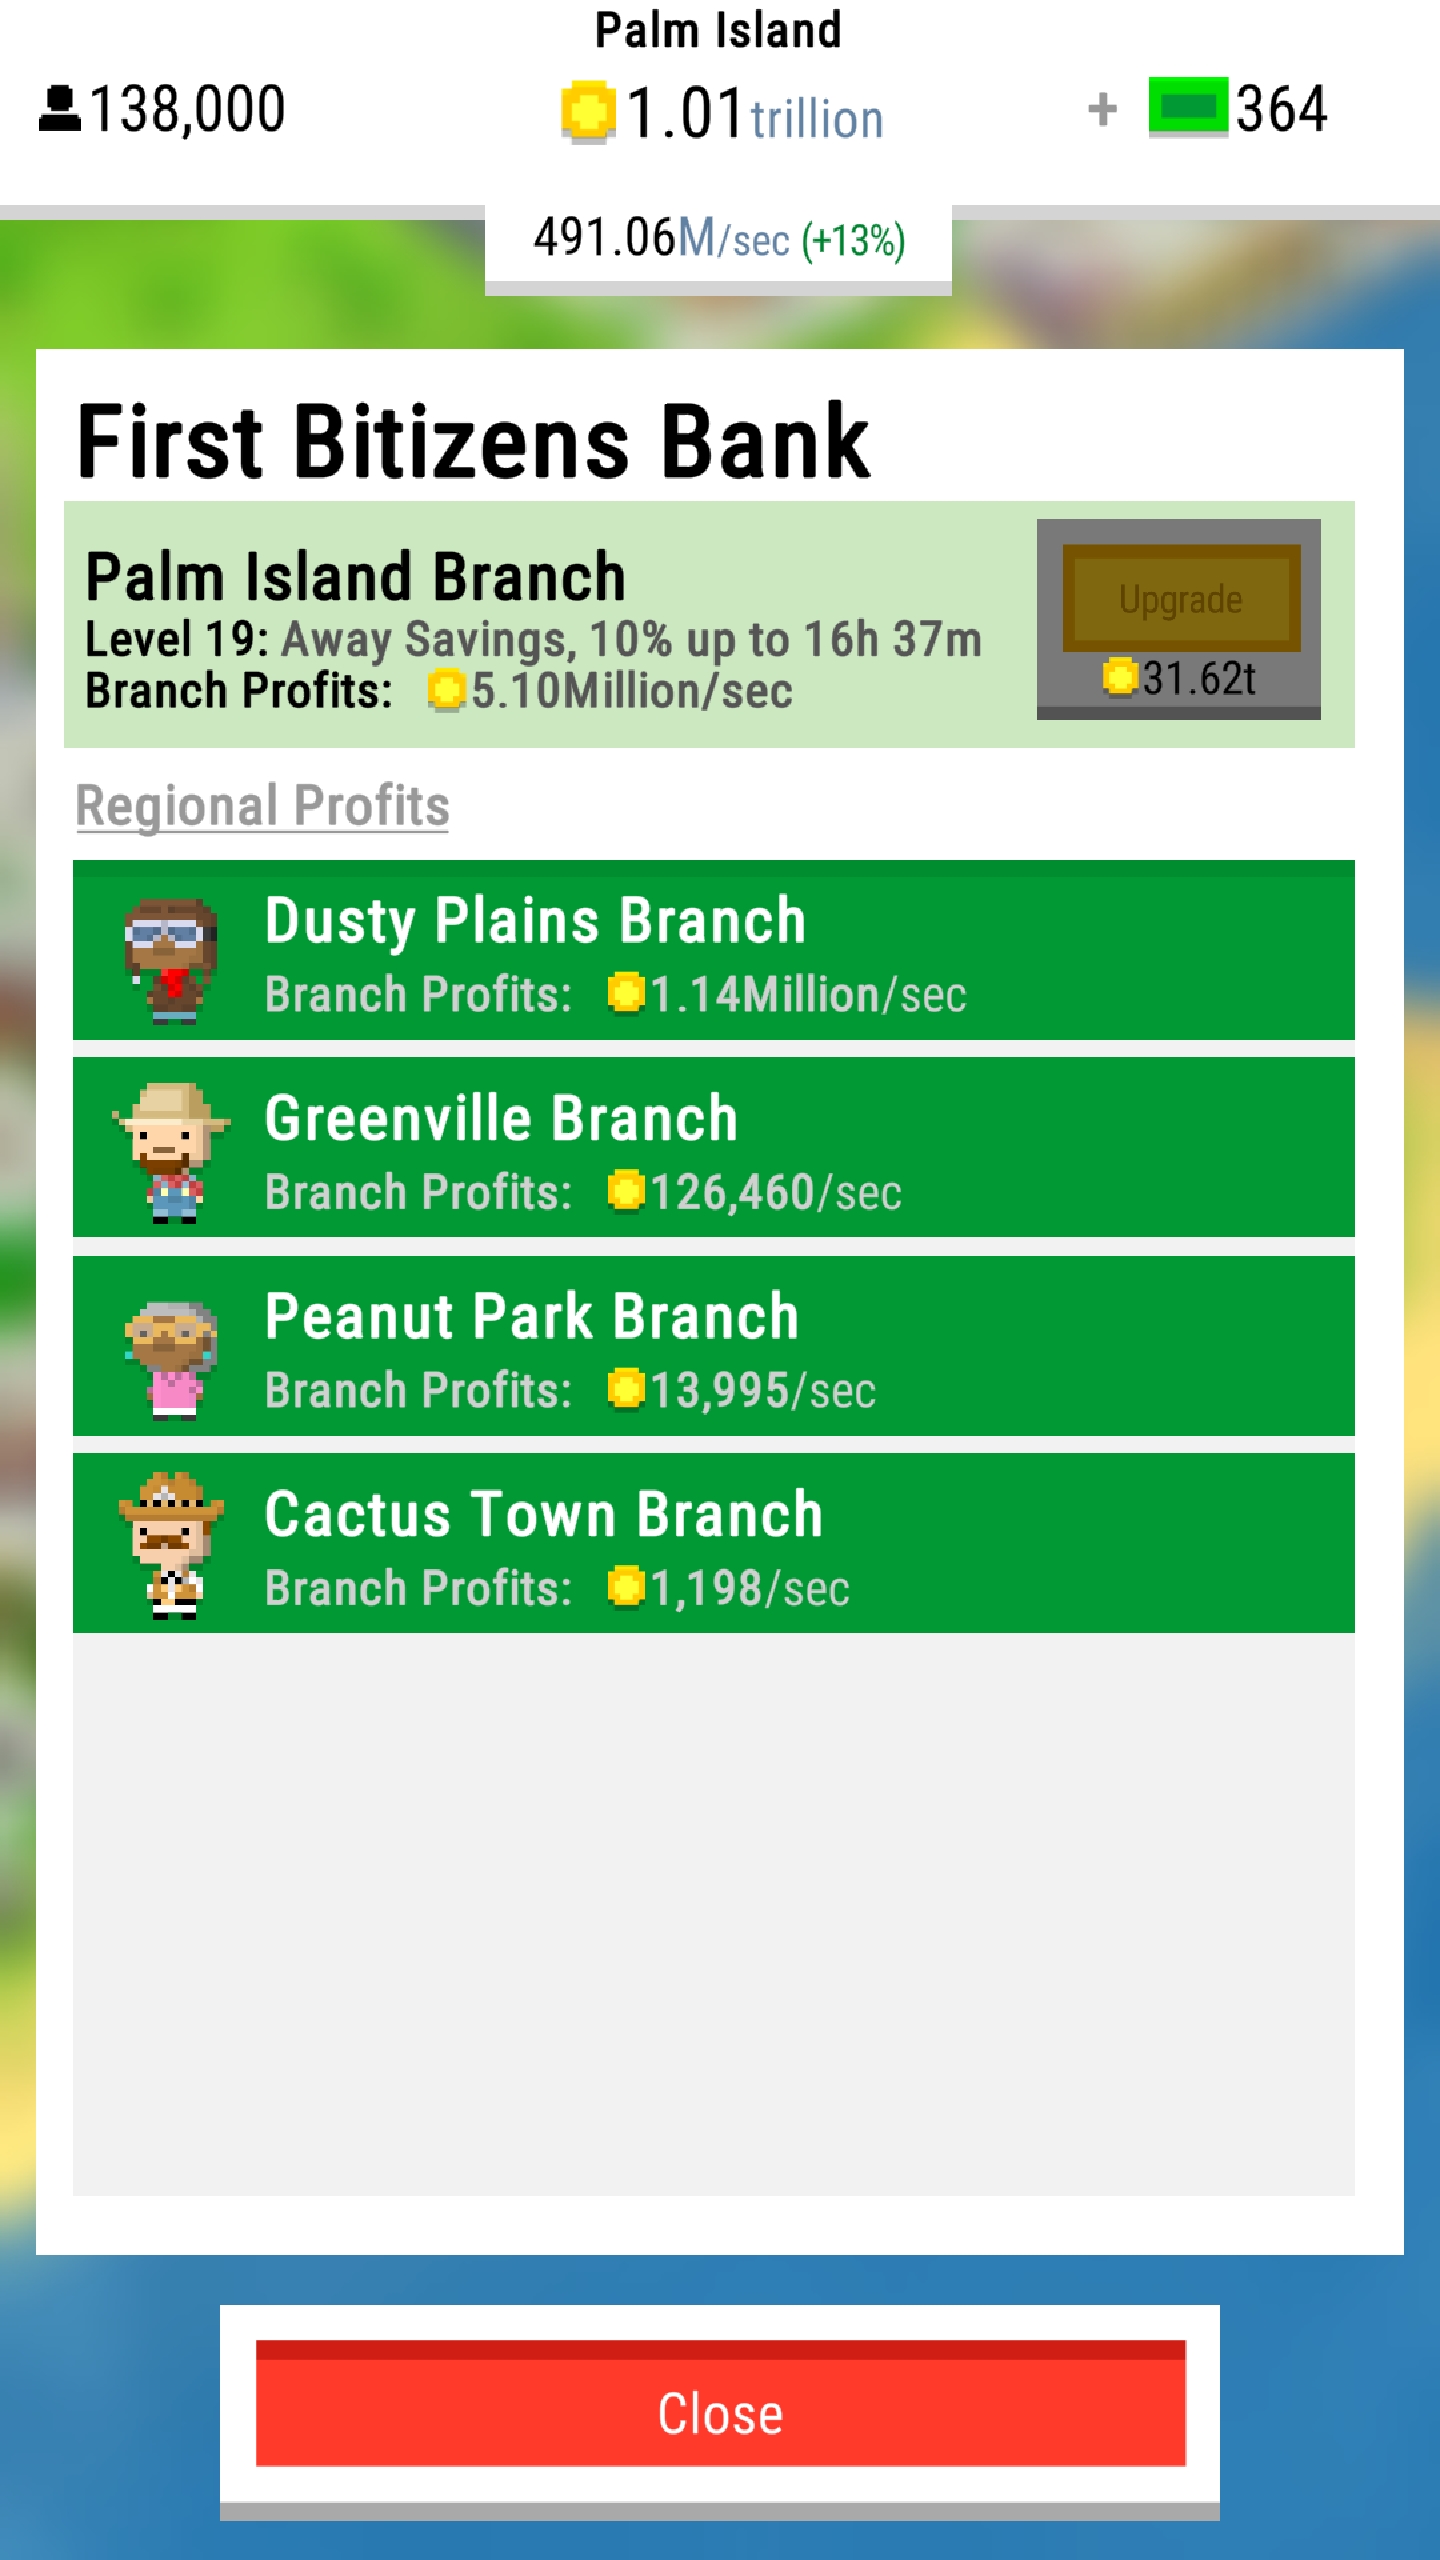 Palm Island
138,000
1.01trillion
+ 364
491.06M/sec (+13%)
First Bitizens Bank
Palm Island Branch
Level 19: Away Savings, 10% up to 16h 37m
Branch Profits: 5.10Million/sec
Upgrade
31.62t
Regional Profits
Dusty Plains Branch
Branch Profits: 1.14Million/sec
Greenville Branch
Branch Profits: 126,460/sec
Peanut Park Branch
Branch Profits: 13,995/sec
Cactus Town Branch
Branch Profits: 1,198/sec
Close